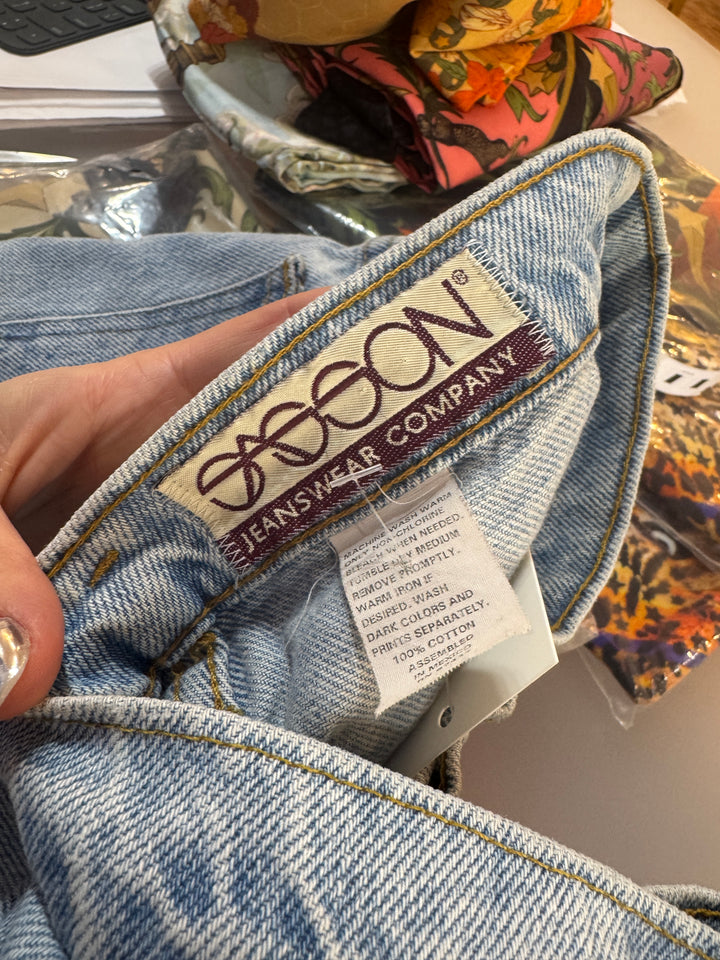 SASSON®
JEANSWEAR COMPANY
MACHINE WASH WARM
ONLY NON-CHLORINE
BLEACH WHEN NEEDED.
TUMBLE DRY MEDIUM
REMOVE PROMPTLY.
WARM IRON IF
DESIRED. WASH
DARK COLORS AND
PRINTS SEPARATELY.
100% COTTON
ASSEMBLED
IN MEXICO